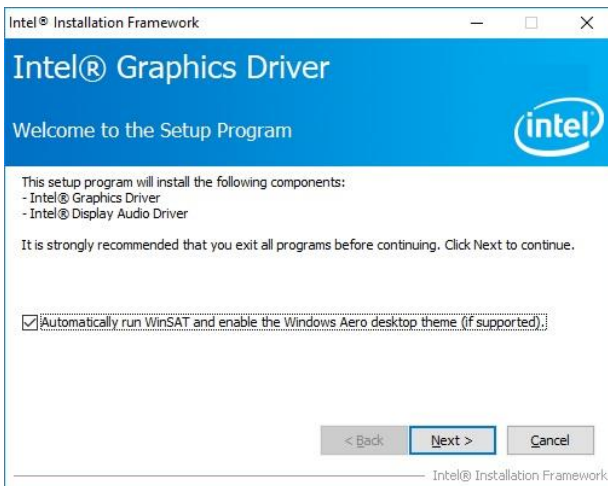 Intel® Installation Framework
Intel® Graphics Driver
Welcome to the Setup Program
intel
This setup program will install the following components:
- Intel® Graphics Driver
- Intel® Display Audio Driver
It is strongly recommended that you exit all programs before continuing. Click Next to continue.
Automatically run WinSAT and enable the Windows Aero desktop theme (if supported).
< Back Next > Cancel
Intel® Installation Framework